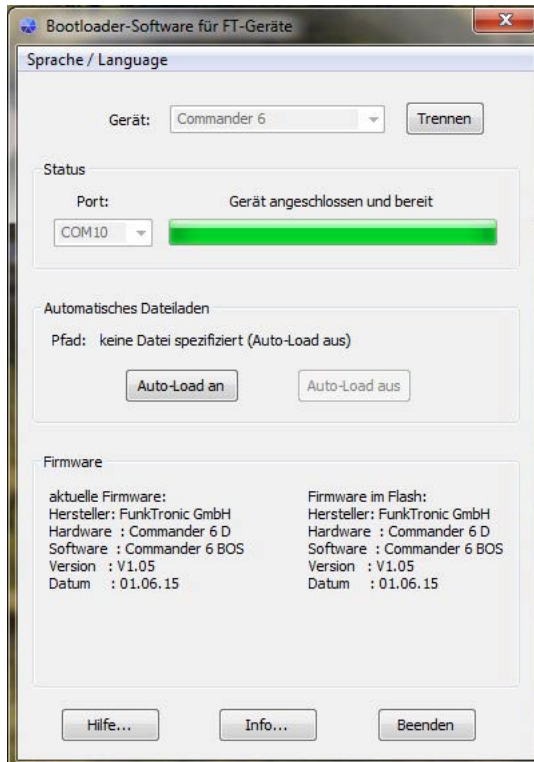 Bootloader-Software für FT-Geräte
Sprache / Language
Gerät: Commander 6 Trennen
Status
Port: Gerät angeschlossen und bereit
COM10
Automatisches Dateiladen
Pfad: keine Datei spezifiziert (Auto-Load aus)
Auto-Load an Auto-Load aus
Firmware
aktuelle Firmware:
Hersteller: FunkTronic GmbH
Hardware : Commander 6 D
Software : Commander 6 BOS
Version : V1.05
Datum : 01.06.15
Firmware im Flash:
Hersteller: FunkTronic GmbH
Hardware : Commander 6 D
Software : Commander 6 BOS
Version : V1.05
Datum : 01.06.15
Hilfe... Info... Beenden